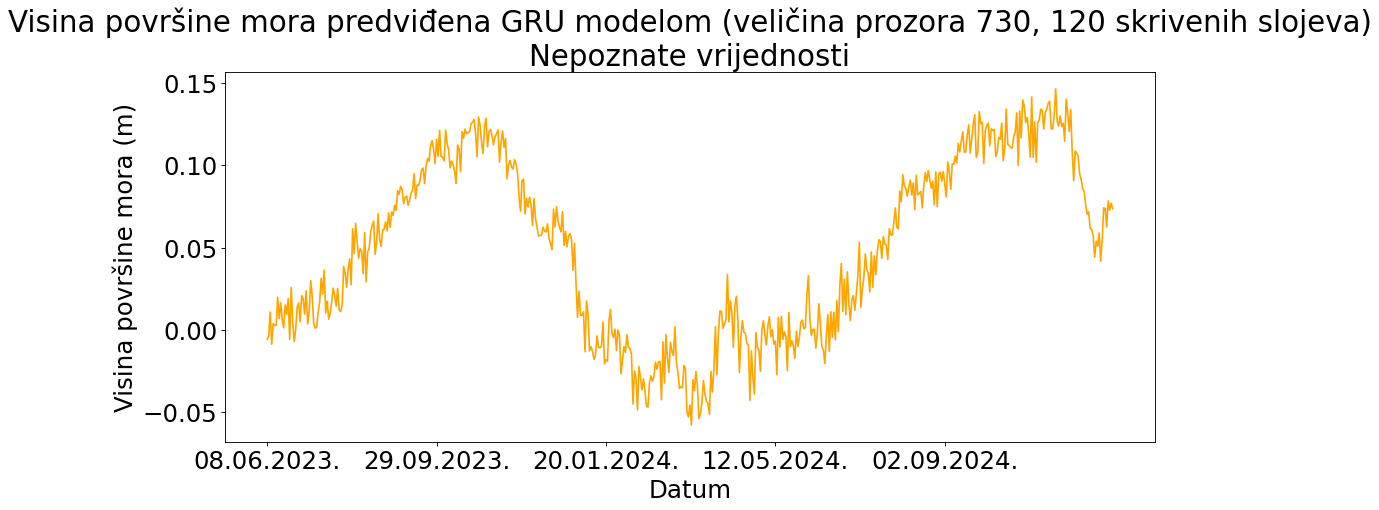 Visina površine mora predviđena GRU modelom (veličina prozora 730, 120 skrivenih slojeva)
Nepoznate vrijednosti
Visina površine mora (m)
0.15
0.10
0.05
0.00
−0.05
08.06.2023. 29.09.2023. 20.01.2024. 12.05.2024. 02.09.2024.
Datum